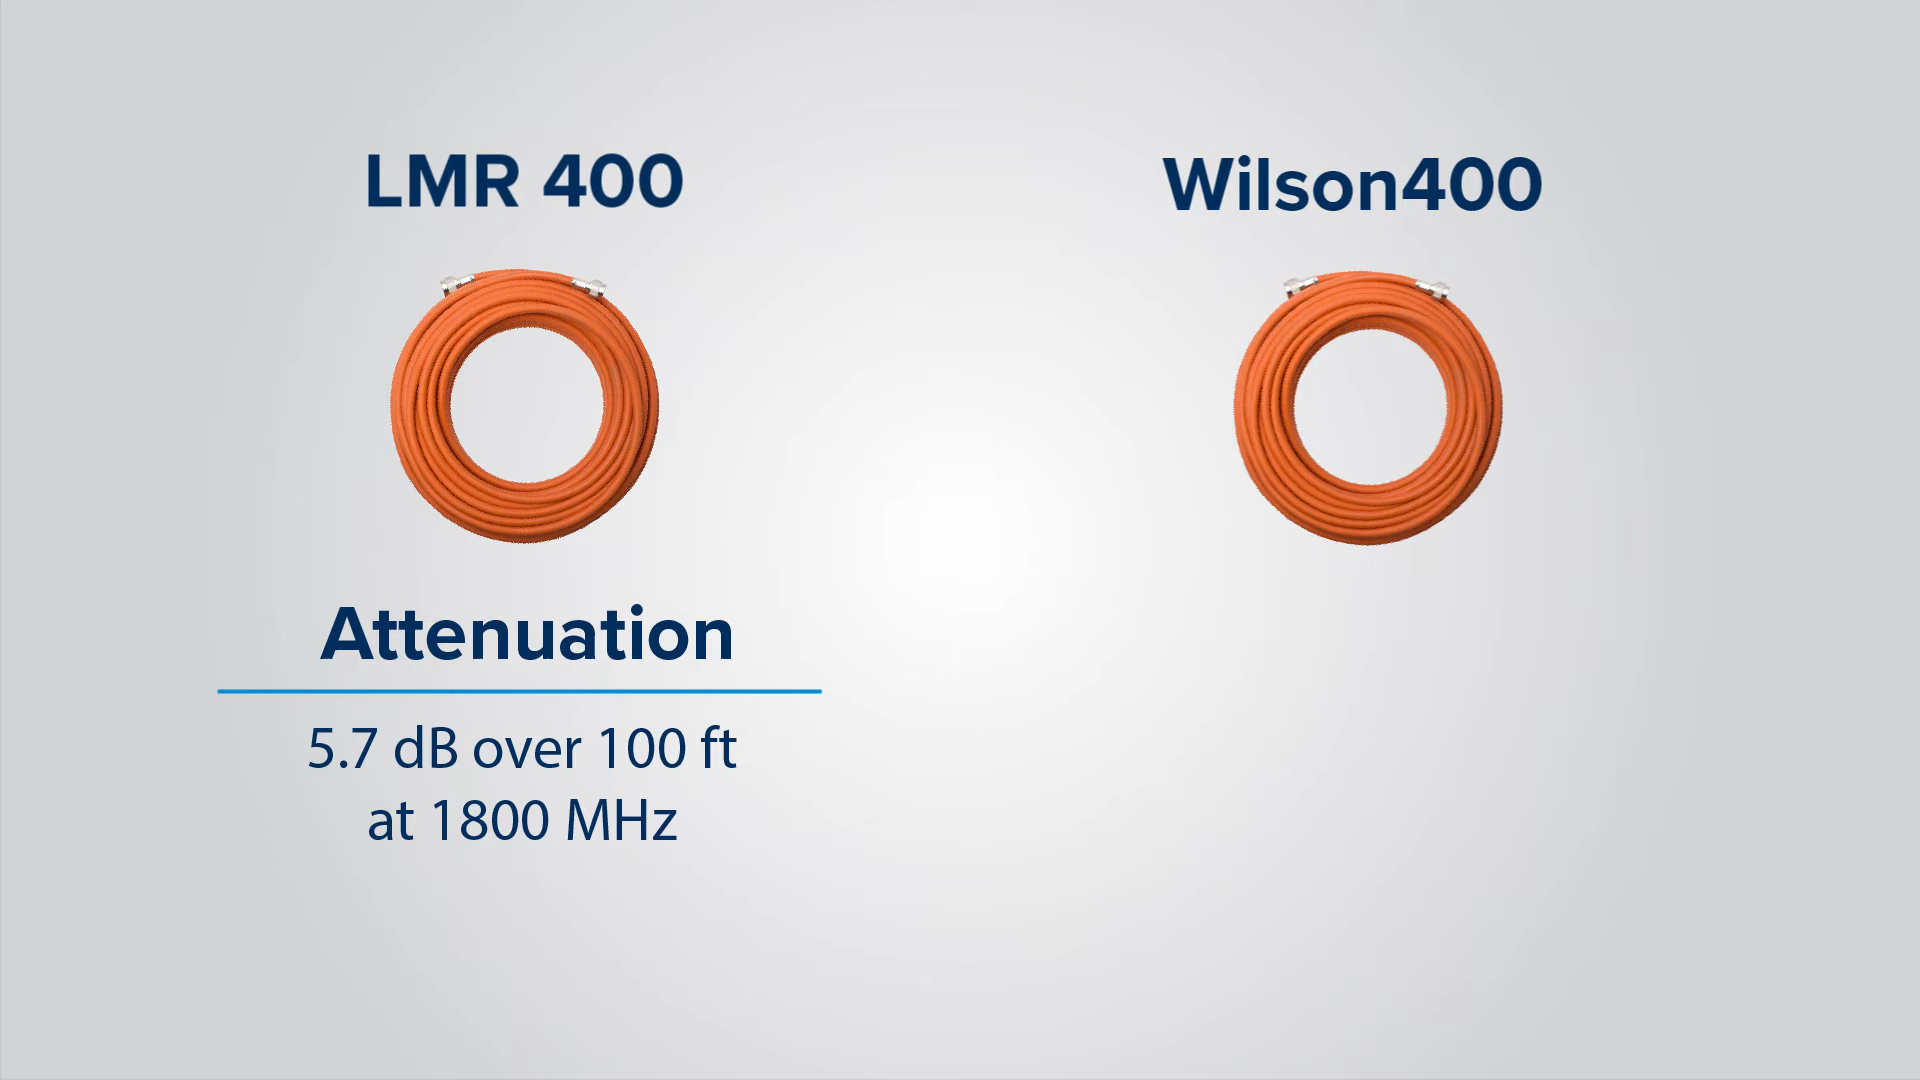 LMR 400
Wilson400
Attenuation
5.7 dB over 100 ft
at 1800 MHz